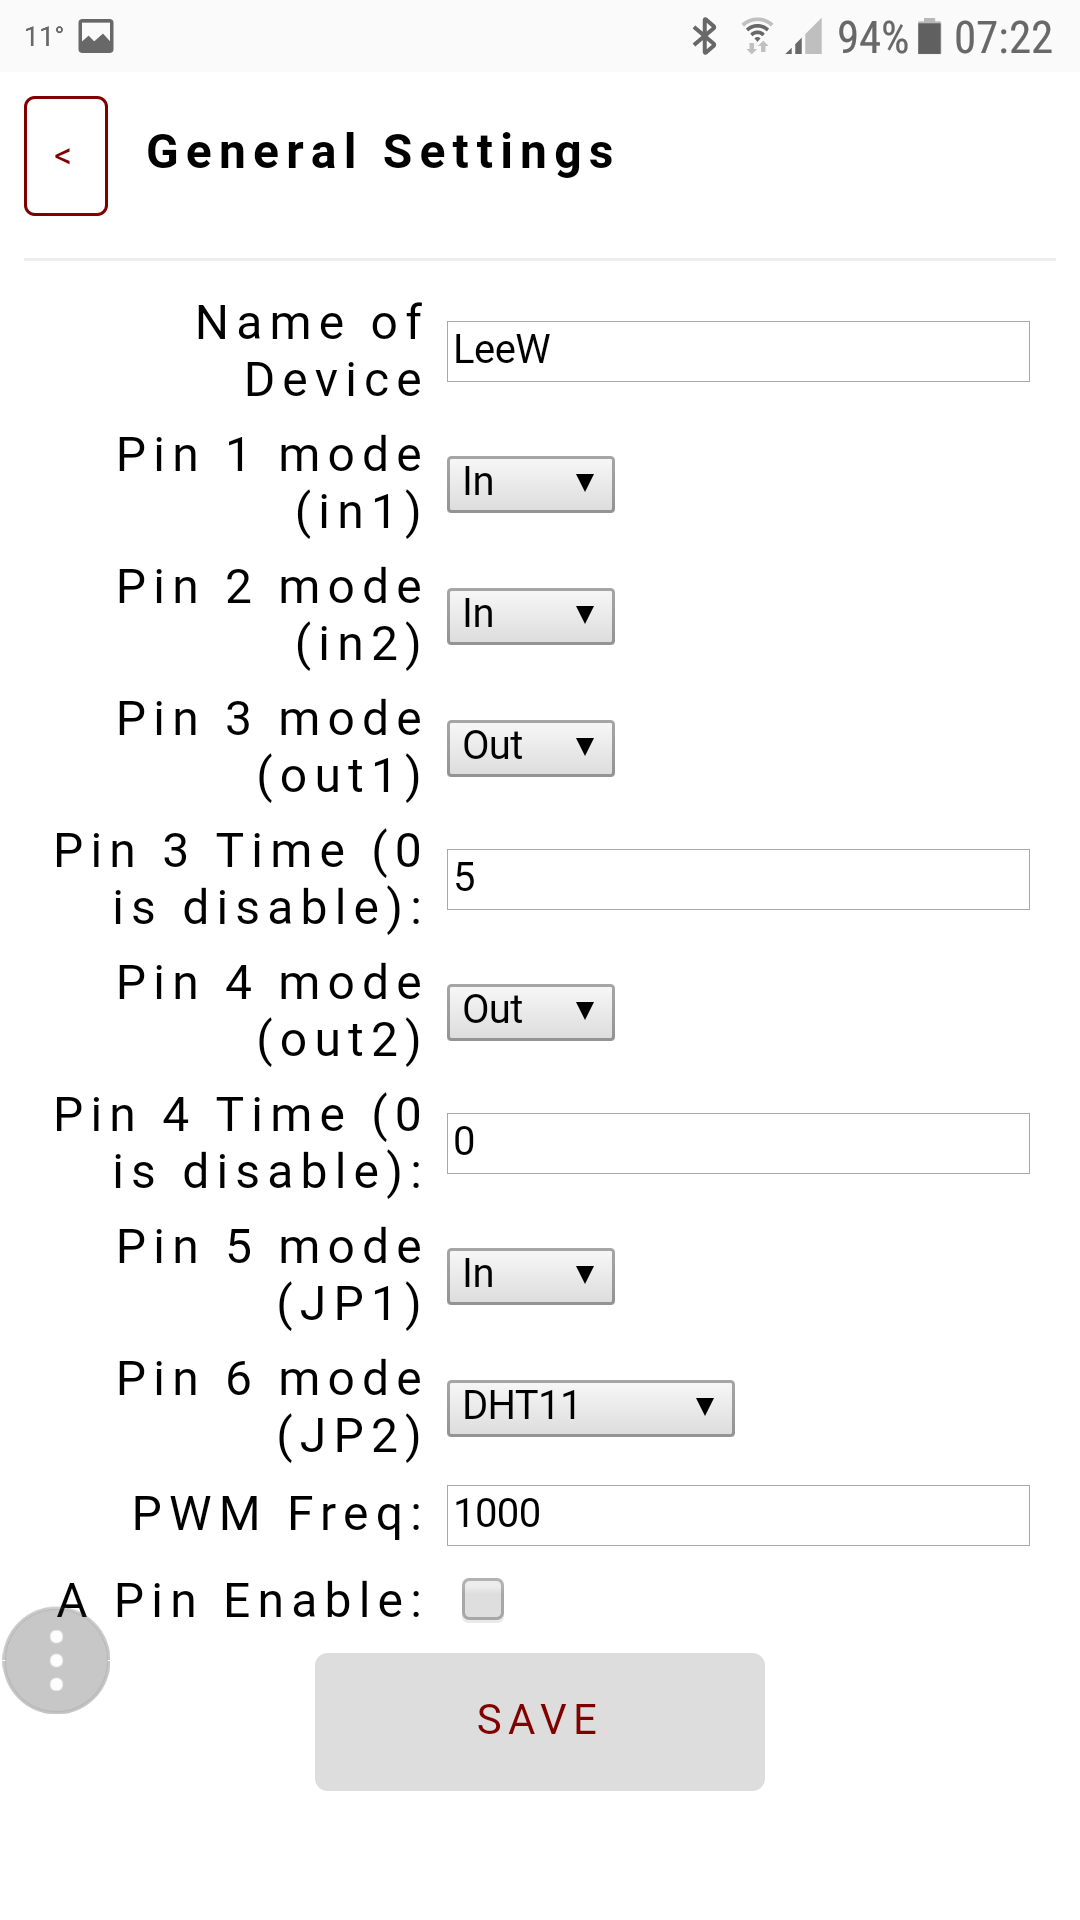 11° 94% 07:22
< General Settings
Name of
Device
LeeW
Pin 1 mode
(in1)
In
Pin 2 mode
(in2)
In
Pin 3 mode
(out1)
Out
Pin 3 Time (0
is disable):
5
Pin 4 mode
(out2)
Out
Pin 4 Time (0
is disable):
0
Pin 5 mode
(JP1)
In
Pin 6 mode
(JP2)
DHT11
PWM Freq: 1000
A Pin Enable:
SAVE